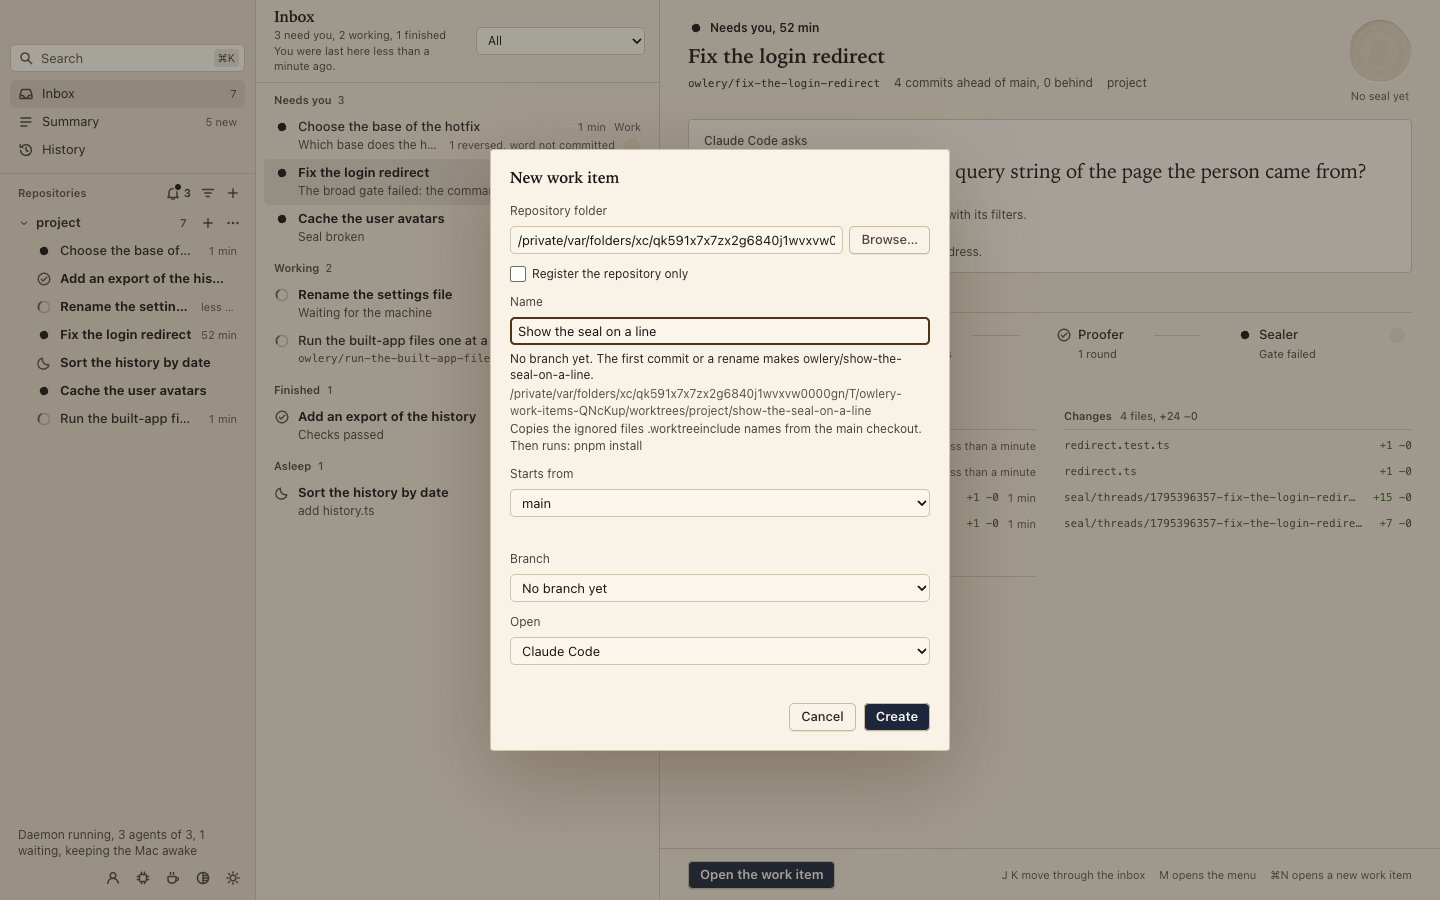 Search ⌘K
Inbox 7
Summary 5 new
History
Repositories 3
project 7
Choose the base of... 1 min
Add an export of the his...
Rename the settin... less ...
Fix the login redirect 52 min
Sort the history by date
Cache the user avatars
Run the built-app fi... 1 min
Daemon running, 3 agents of 3, 1
waiting, keeping the Mac awake
Inbox
3 need you, 2 working, 1 finished
You were last here less than a
minute ago.
All
Needs you 3
Choose the base of the hotfix 1 min Work
Which base does the h... 1 reversed, word not committed
Fix the login redirect
The broad gate failed: the
Cache the user avatars
Seal broken
Working 2
Rename the settings file
Waiting for the machine
Run the built-app files one at a
owlery/run-the-built-app-file
Finished 1
Add an export of the history
Checks passed
Asleep 1
Sort the history by date
add history.ts
Needs you, 52 min
Fix the login redirect
owlery/fix-the-login-redirect 4 commits ahead of main, 0 behind project
No seal yet
Claude Code asks
query string of the page the person came from?
with its filters.
dress.
Proofer
1 round
Sealer
Gate failed
ss than a minute
ss than a minute
+1 −0 1 min
+1 −0 1 min
Changes 4 files, +24 −0
redirect.test.ts +1 −0
redirect.ts +1 −0
seal/threads/1795396357-fix-the-login-redir... +15 −0
seal/threads/1795396357-fix-the-login-redire... +7 −0
Open the work item
J K move through the inbox M opens the menu ⌘N opens a new work item
New work item
Repository folder
/private/var/folders/xc/qk591x7x7zx2g6840j1wvxvw0 Browse...
Register the repository only
Name
Show the seal on a line
No branch yet. The first commit or a rename makes owlery/show-the-
seal-on-a-line.
/private/var/folders/xc/qk591x7x7zx2g6840j1wvxvw0000gn/T/owlery-
work-items-QNcKup/worktrees/project/show-the-seal-on-a-line
Copies the ignored files .worktreeinclude names from the main checkout.
Then runs: pnpm install
Starts from
main
Branch
No branch yet
Open
Claude Code
Cancel Create